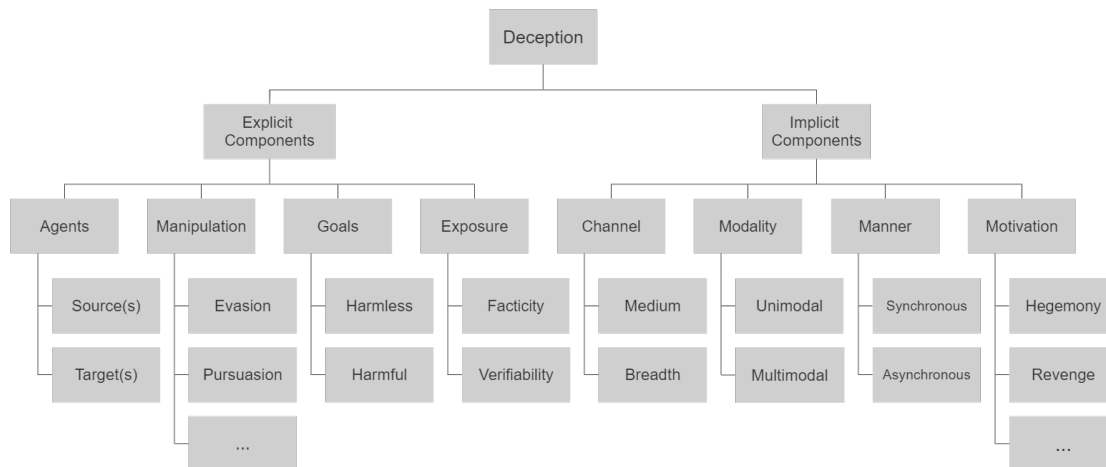 Deception
Explicit
Components
Implicit
Components
Agents
Manipulation
Goals
Exposure
Channel
Modality
Manner
Motivation
Source(s)
Evasion
Harmless
Facticity
Medium
Unimodal
Synchronous
Hegemony
Target(s)
Pursuasion
Harmful
Verifiability
Breadth
Multimodal
Asynchronous
Revenge
...
...